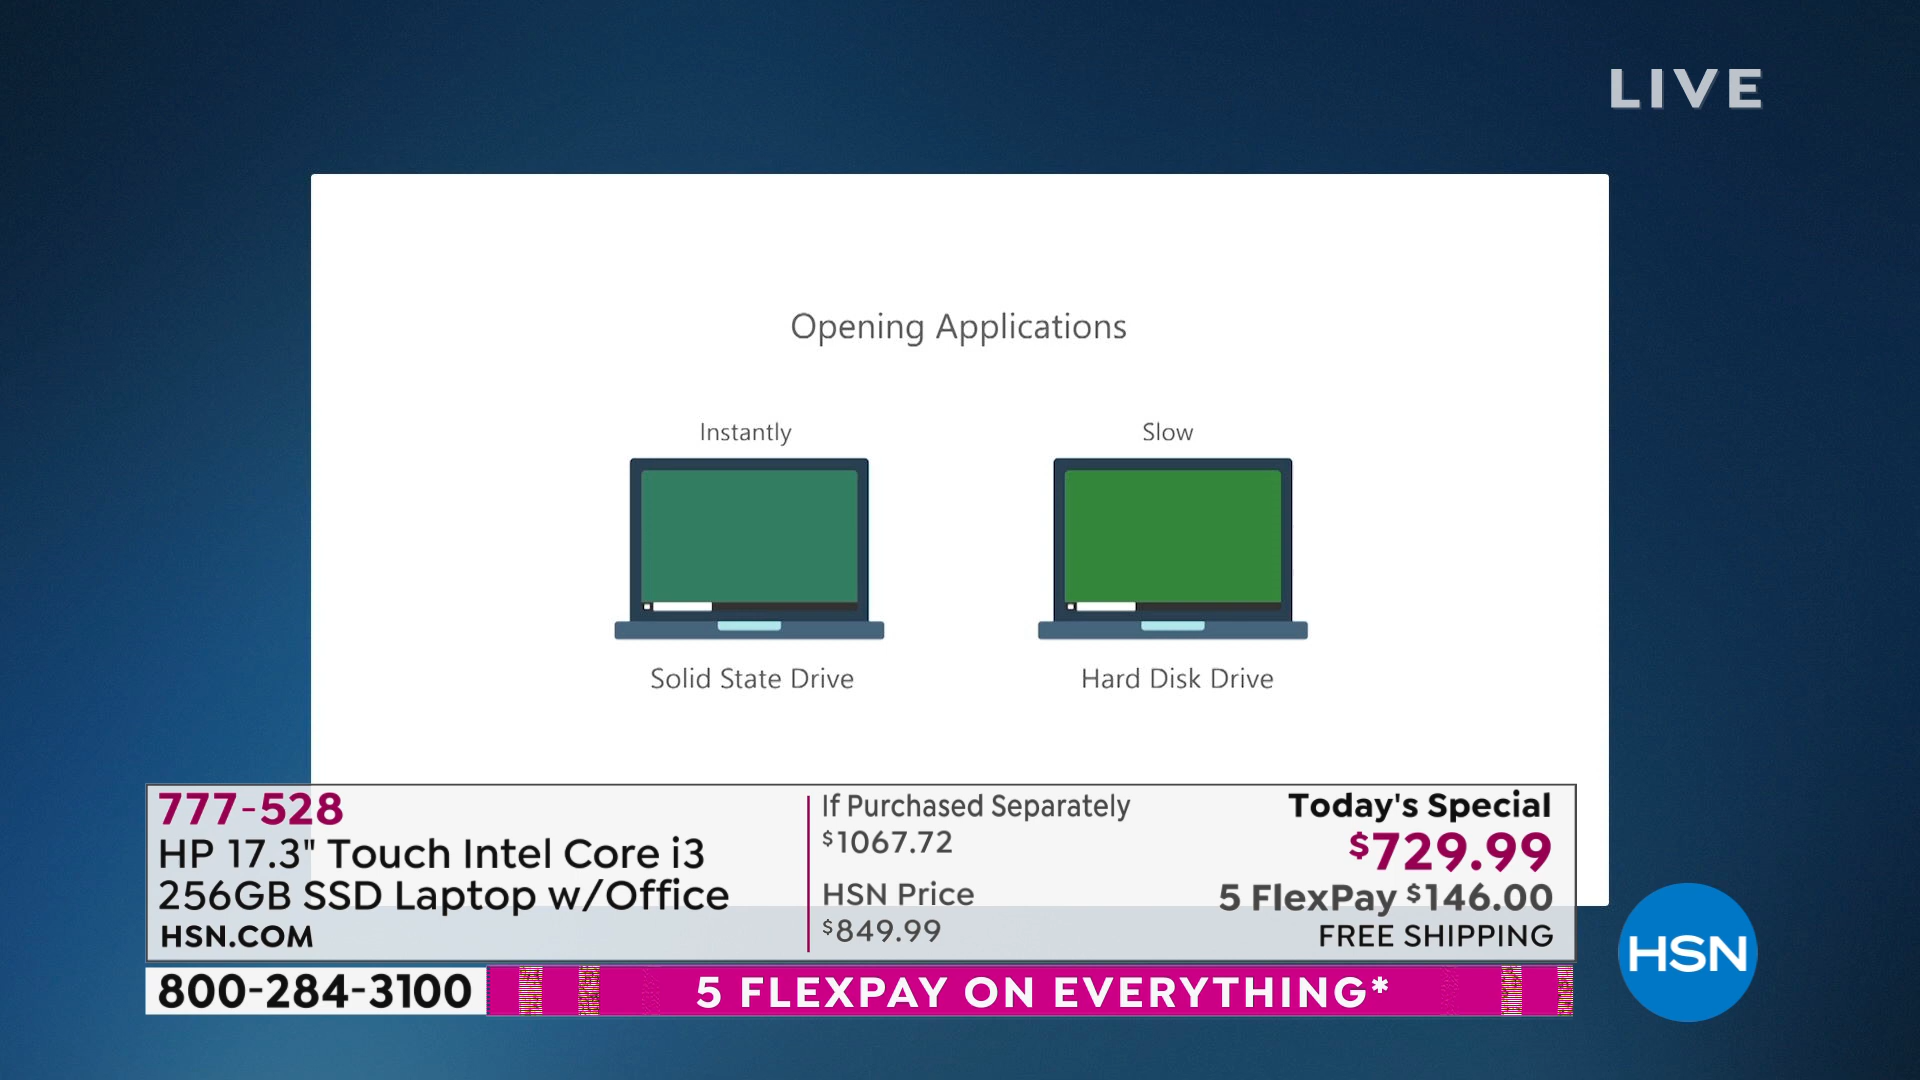 LIVE
Opening Applications
Instantly
Slow
Solid State Drive
Hard Disk Drive
777-528
HP 17.3" Touch Intel Core i3
256GB SSD Laptop w/Office
HSN.COM
If Purchased Separately
$1067.72
HSN Price
$849.99
Today's Special
$729.99
5 FlexPay $146.00
FREE SHIPPING
HSN
800-284-3100
5 FLEXPAY ON EVERYTHING*